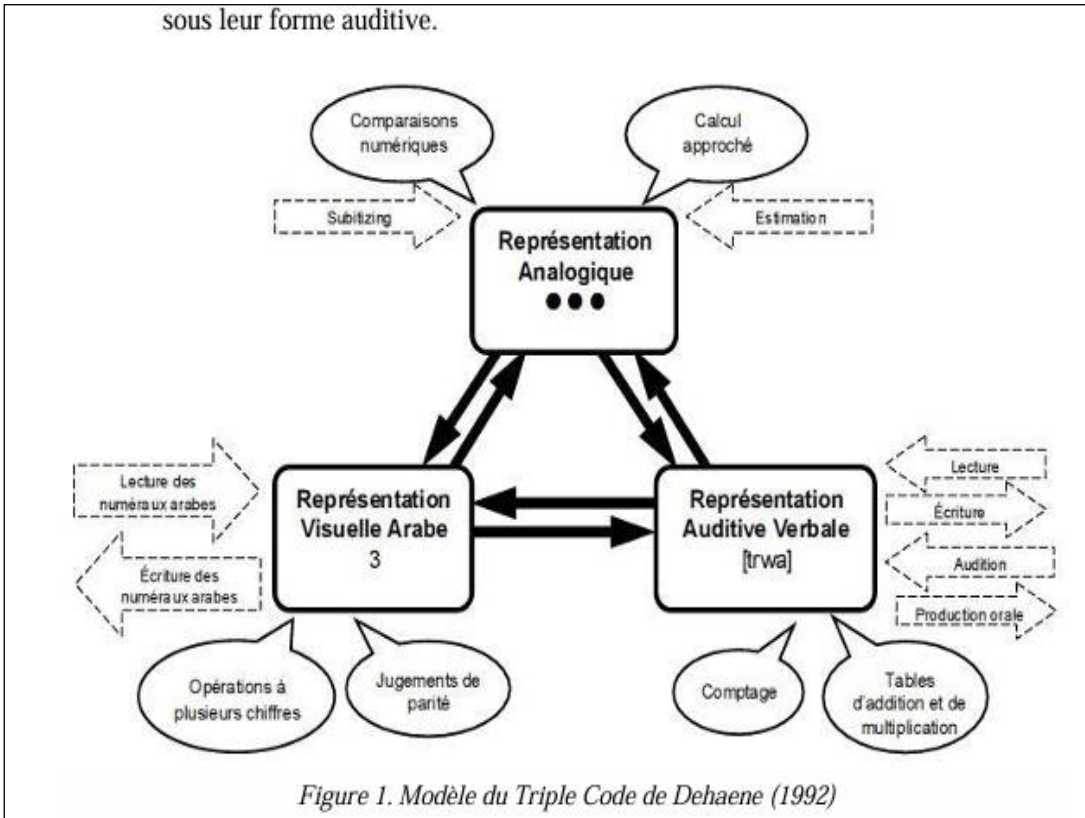 sous leur forme auditive.
Comparaisons
numériques
Calcul
approché
Subitizing
Estimation
Représentation
Analogique
Lecture des
numéraux arabes
Écriture des
numéraux arabes
Représentation
Visuelle Arabe
3
Représentation
Auditive Verbale
[trwa]
Lecture
Écriture
Audition
Production orale
Opérations à
plusieurs chiffres
Jugements de
parité
Comptage
Tables
d'addition et de
multiplication
Figure 1. Modèle du Triple Code de Dehaene (1992)